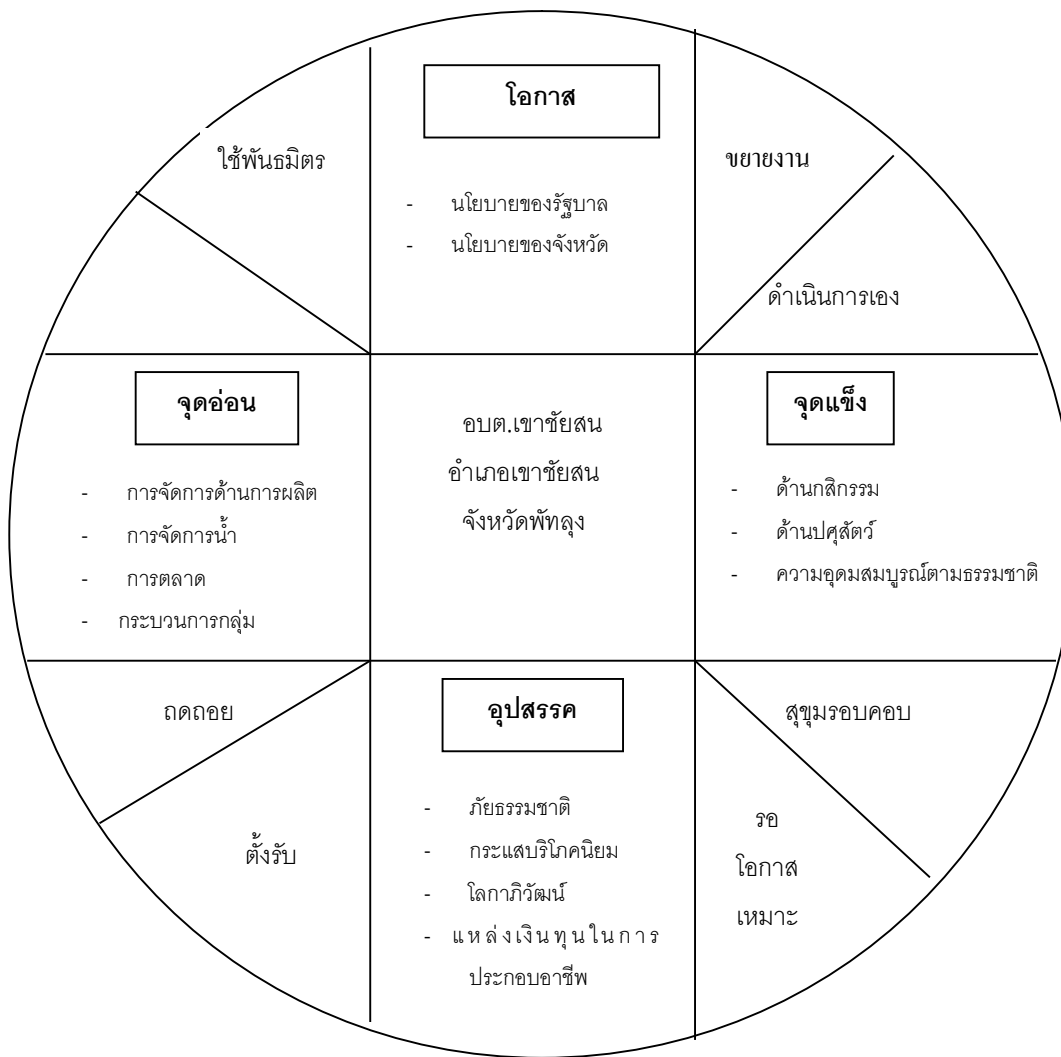 โอกาส
ใช้พันธมิตร
ขยายงาน
- นโยบายของรัฐบาล
- นโยบายของจังหวัด
ดำเนินการเอง
จุดอ่อน
- การจัดการด้านการผลิต
- การจัดการน้ำ
- การตลาด
- กระบวนการกลุ่ม
อบต.เขาชัยสน
อำเภอเขาชัยสน
จังหวัดพัทลุง
จุดแข็ง
- ด้านกสิกรรม
- ด้านปศุสัตว์
- ความอุดมสมบูรณ์ตามธรรมชาติ
ถดถอย
ตั้งรับ
อุปสรรค
- ภัยธรรมชาติ
- กระแสบริโภคนิยม
- โลกาภิวัฒน์
- แหล่งเงินทุนในการ
ประกอบอาชีพ
สุขุมรอบคอบ
รอ
โอกาส
เหมาะ